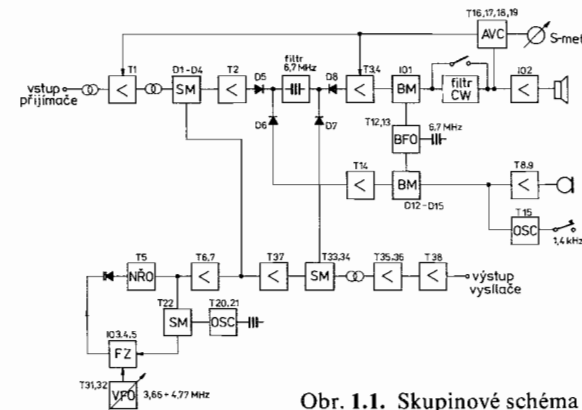 T16,17,18,19
AVC
S-met
T1
D1-D4
T2
D5
filtr
6,7 MHz
D8
T3,4
IO1
IO2
vstup
přijímače
<
SM
<
<
BM
filtr
CW
<
D6
D7
T12,13
BFO
6,7 MHz
T14
<
BM
D12-D15
T8,9
<
T15
OSC
1,4 kHz
T5
NŘO
T6,7
<
T37
<
T33,34
SM
T35,36
<
T38
<
výstup
vysílače
T22
SM
T20,21
OSC
IO3,4,5
FZ
T31,32
VFO
3,65 ÷ 4,77 MHz
Obr. 1.1. Skupinové schéma